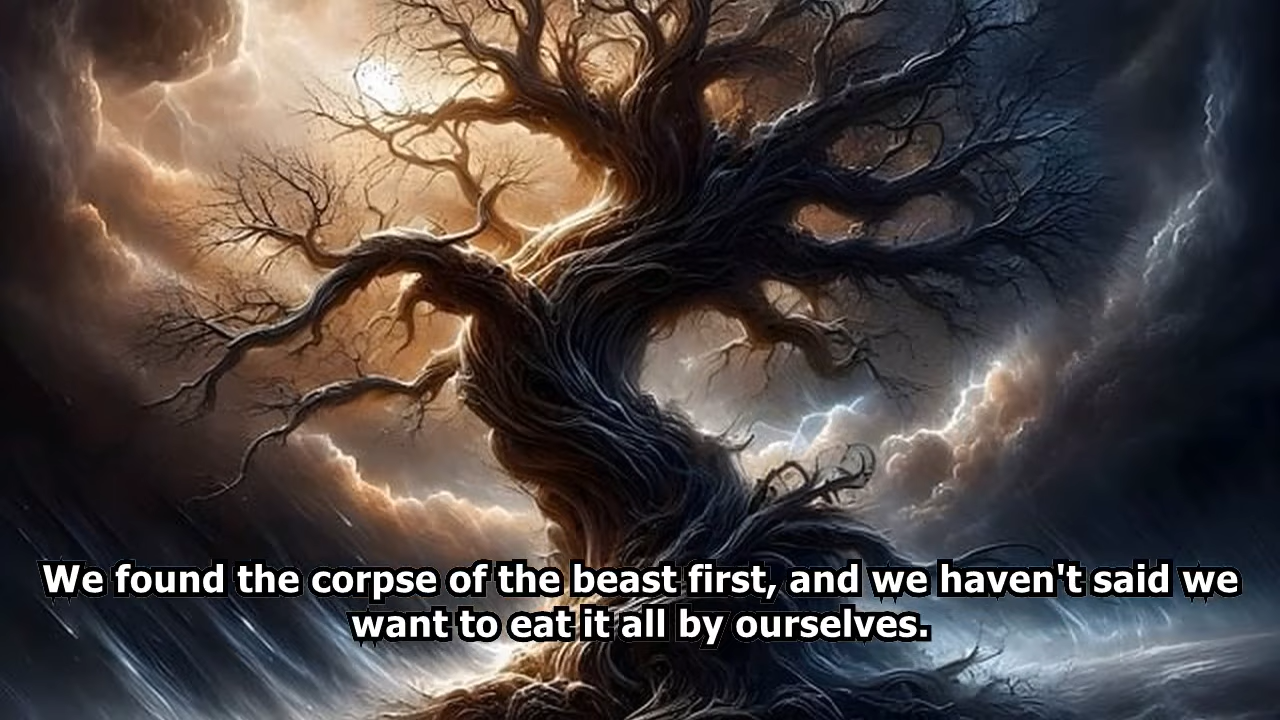 We found the corpse of the beast first, and we haven't said we
want to eat it all by ourselves.